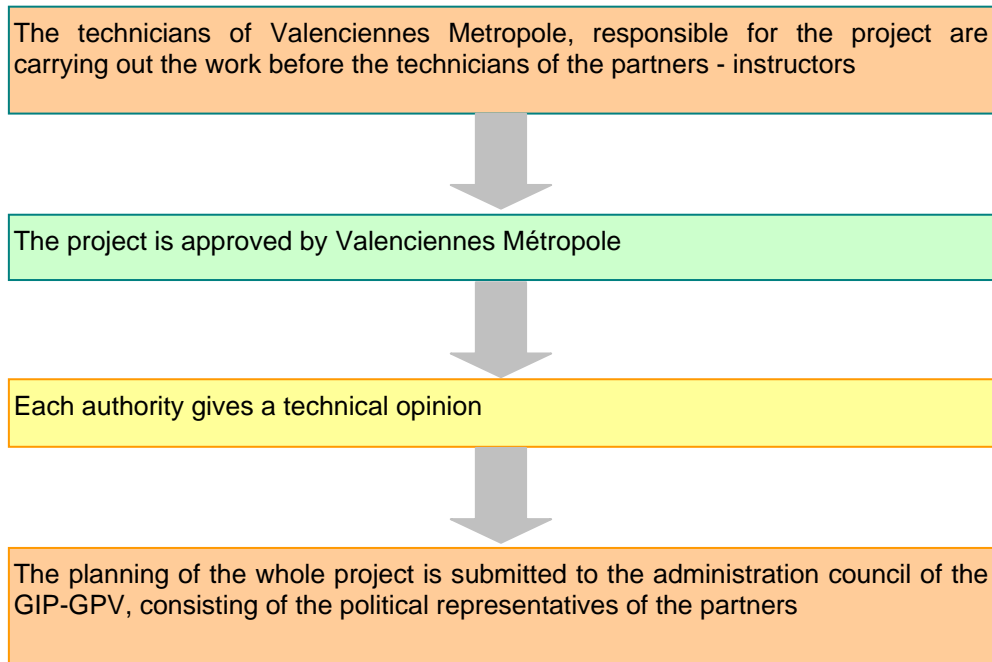 The technicians of Valenciennes Metropole, responsible for the project are
carrying out the work before the technicians of the partners - instructors
The project is approved by Valenciennes Métropole
Each authority gives a technical opinion
The planning of the whole project is submitted to the administration council of the
GIP-GPV, consisting of the political representatives of the partners